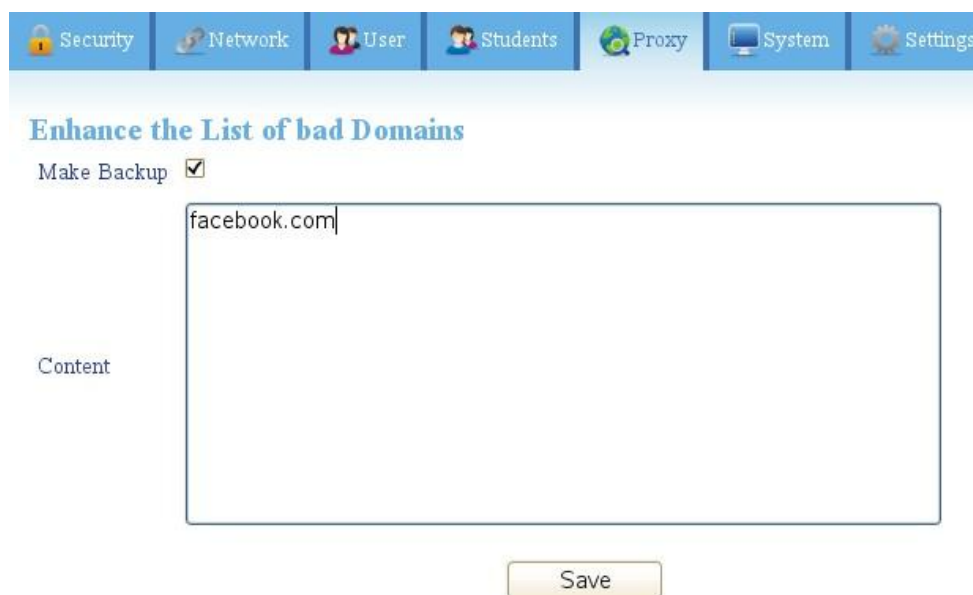 Security Network User Students Proxy System Settings
Enhance the List of bad Domains
Make Backup
facebook.com
Content
Save